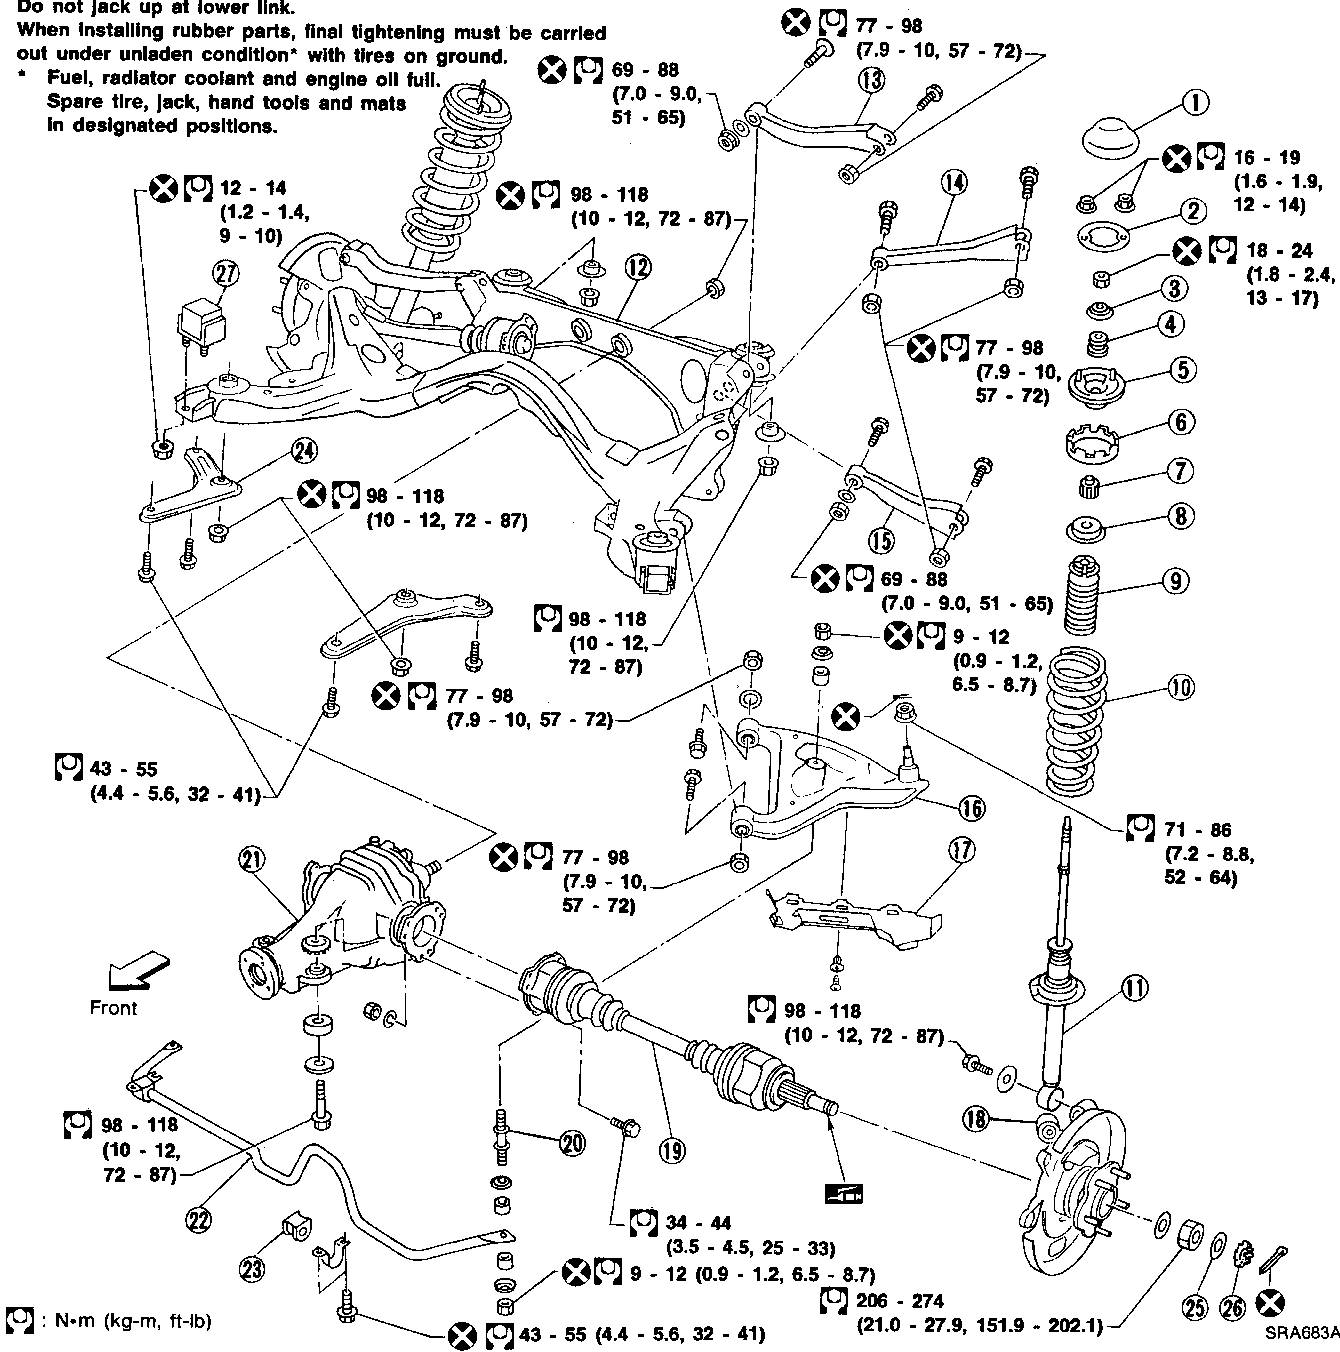 Do not jack up at lower link.
When installing rubber parts, final tightening must be carried
out under unladen condition* with tires on ground.
* Fuel, radiator coolant and engine oil full.
Spare tire, jack, hand tools and mats
in designated positions.
77 - 98
(7.9 - 10, 57 - 72)
69 - 88
(7.0 - 9.0,
51 - 65)
13
1
16 - 19
(1.6 - 1.9,
12 - 14)
12 - 14
(1.2 - 1.4,
9 - 10)
98 - 118
(10 - 12, 72 - 87)
14
2
18 - 24
(1.8 - 2.4,
13 - 17)
27
12
3
4
77 - 98
(7.9 - 10,
57 - 72)
5
6
24
7
98 - 118
(10 - 12, 72 - 87)
8
15
69 - 88
(7.0 - 9.0, 51 - 65)
9
98 - 118
(10 - 12,
72 - 87)
9 - 12
(0.9 - 1.2,
6.5 - 8.7)
10
77 - 98
(7.9 - 10, 57 - 72)
43 - 55
(4.4 - 5.6, 32 - 41)
16
71 - 86
(7.2 - 8.8,
52 - 64)
21
77 - 98
(7.9 - 10,
57 - 72)
17
Front
98 - 118
(10 - 12, 72 - 87)
11
98 - 118
(10 - 12,
72 - 87)
20
19
18
22
34 - 44
(3.5 - 4.5, 25 - 33)
23
9 - 12 (0.9 - 1.2, 6.5 - 8.7)
206 - 274
(21.0 - 27.9, 151.9 - 202.1)
25
26
: N•m (kg-m, ft-lb)
43 - 55 (4.4 - 5.6, 32 - 41)
SRA683A